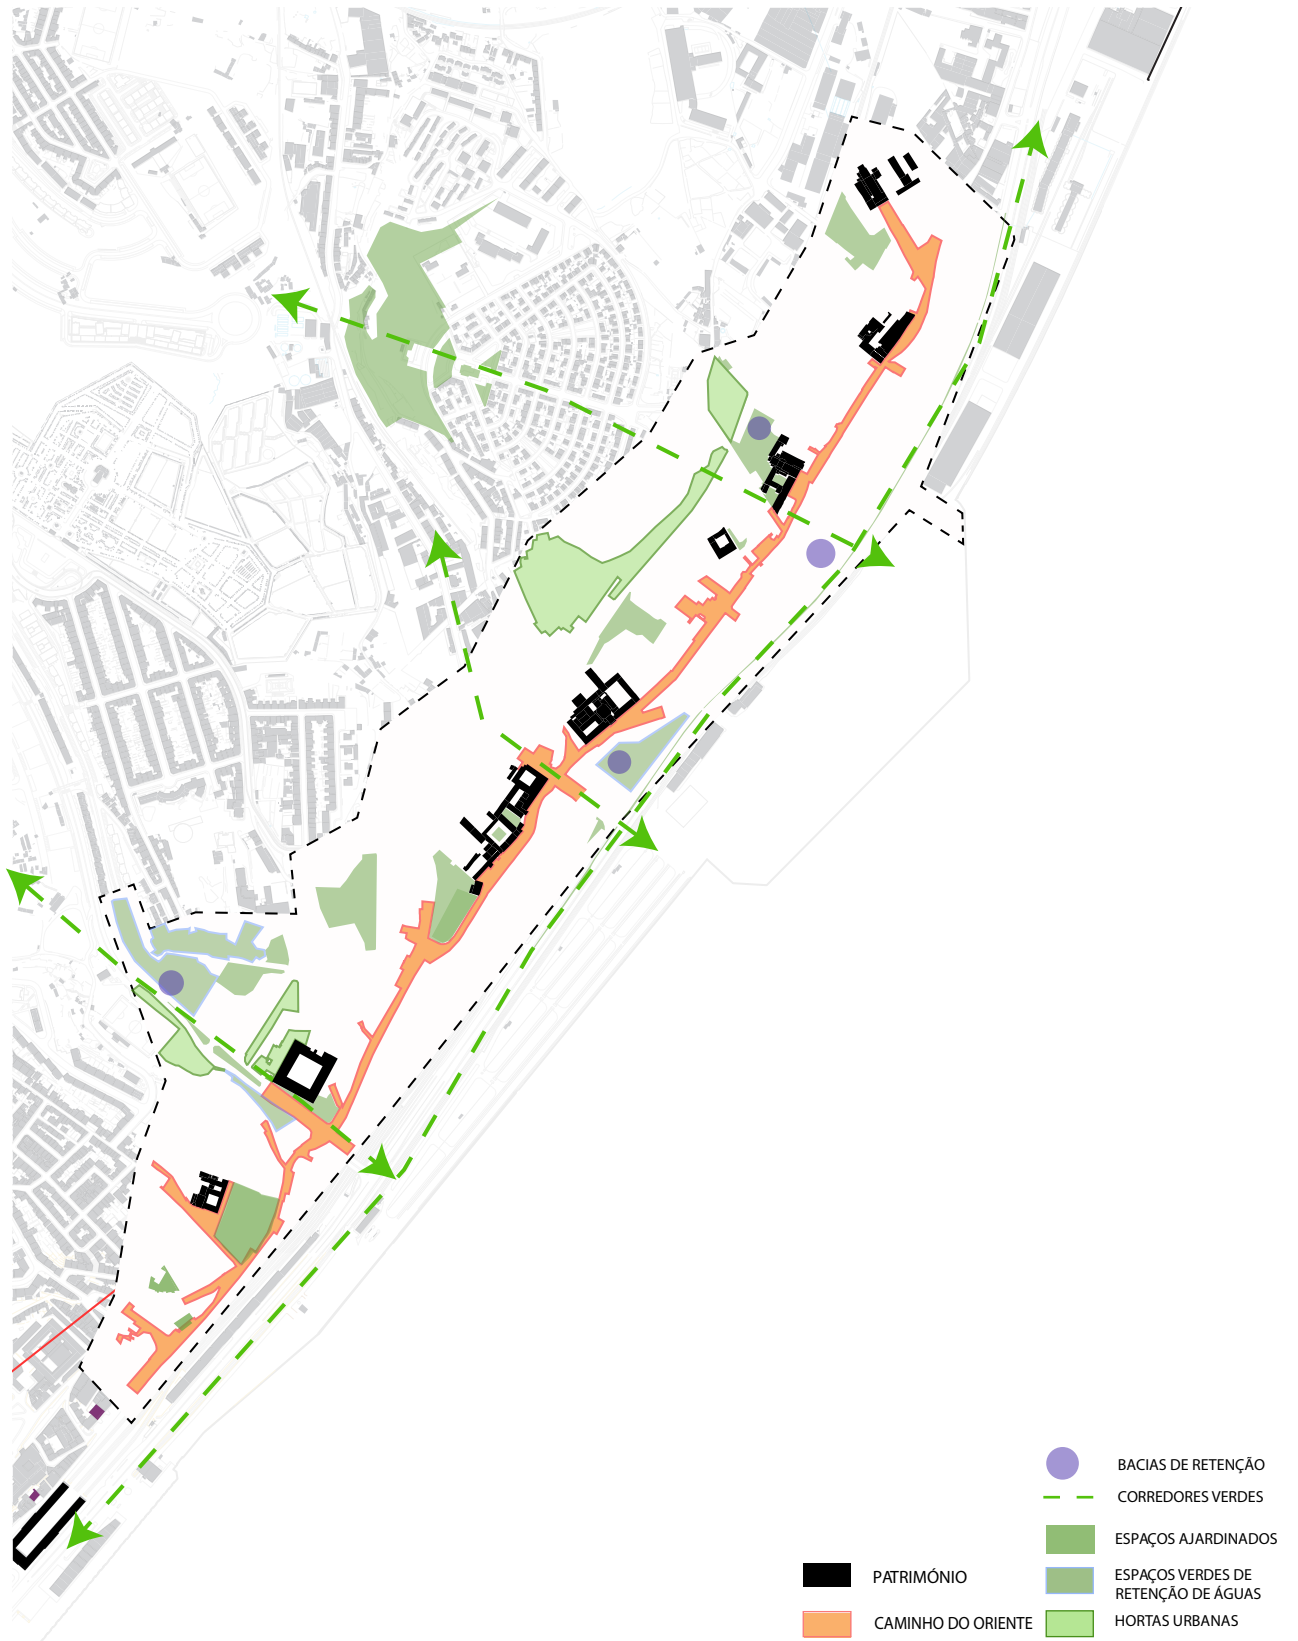 BACIAS DE RETENÇÃO
CORREDORES VERDES
ESPAÇOS AJARDINADOS
ESPAÇOS VERDES DE
RETENÇÃO DE ÁGUAS
HORTAS URBANAS
PATRIMÓNIO
CAMINHO DO ORIENTE